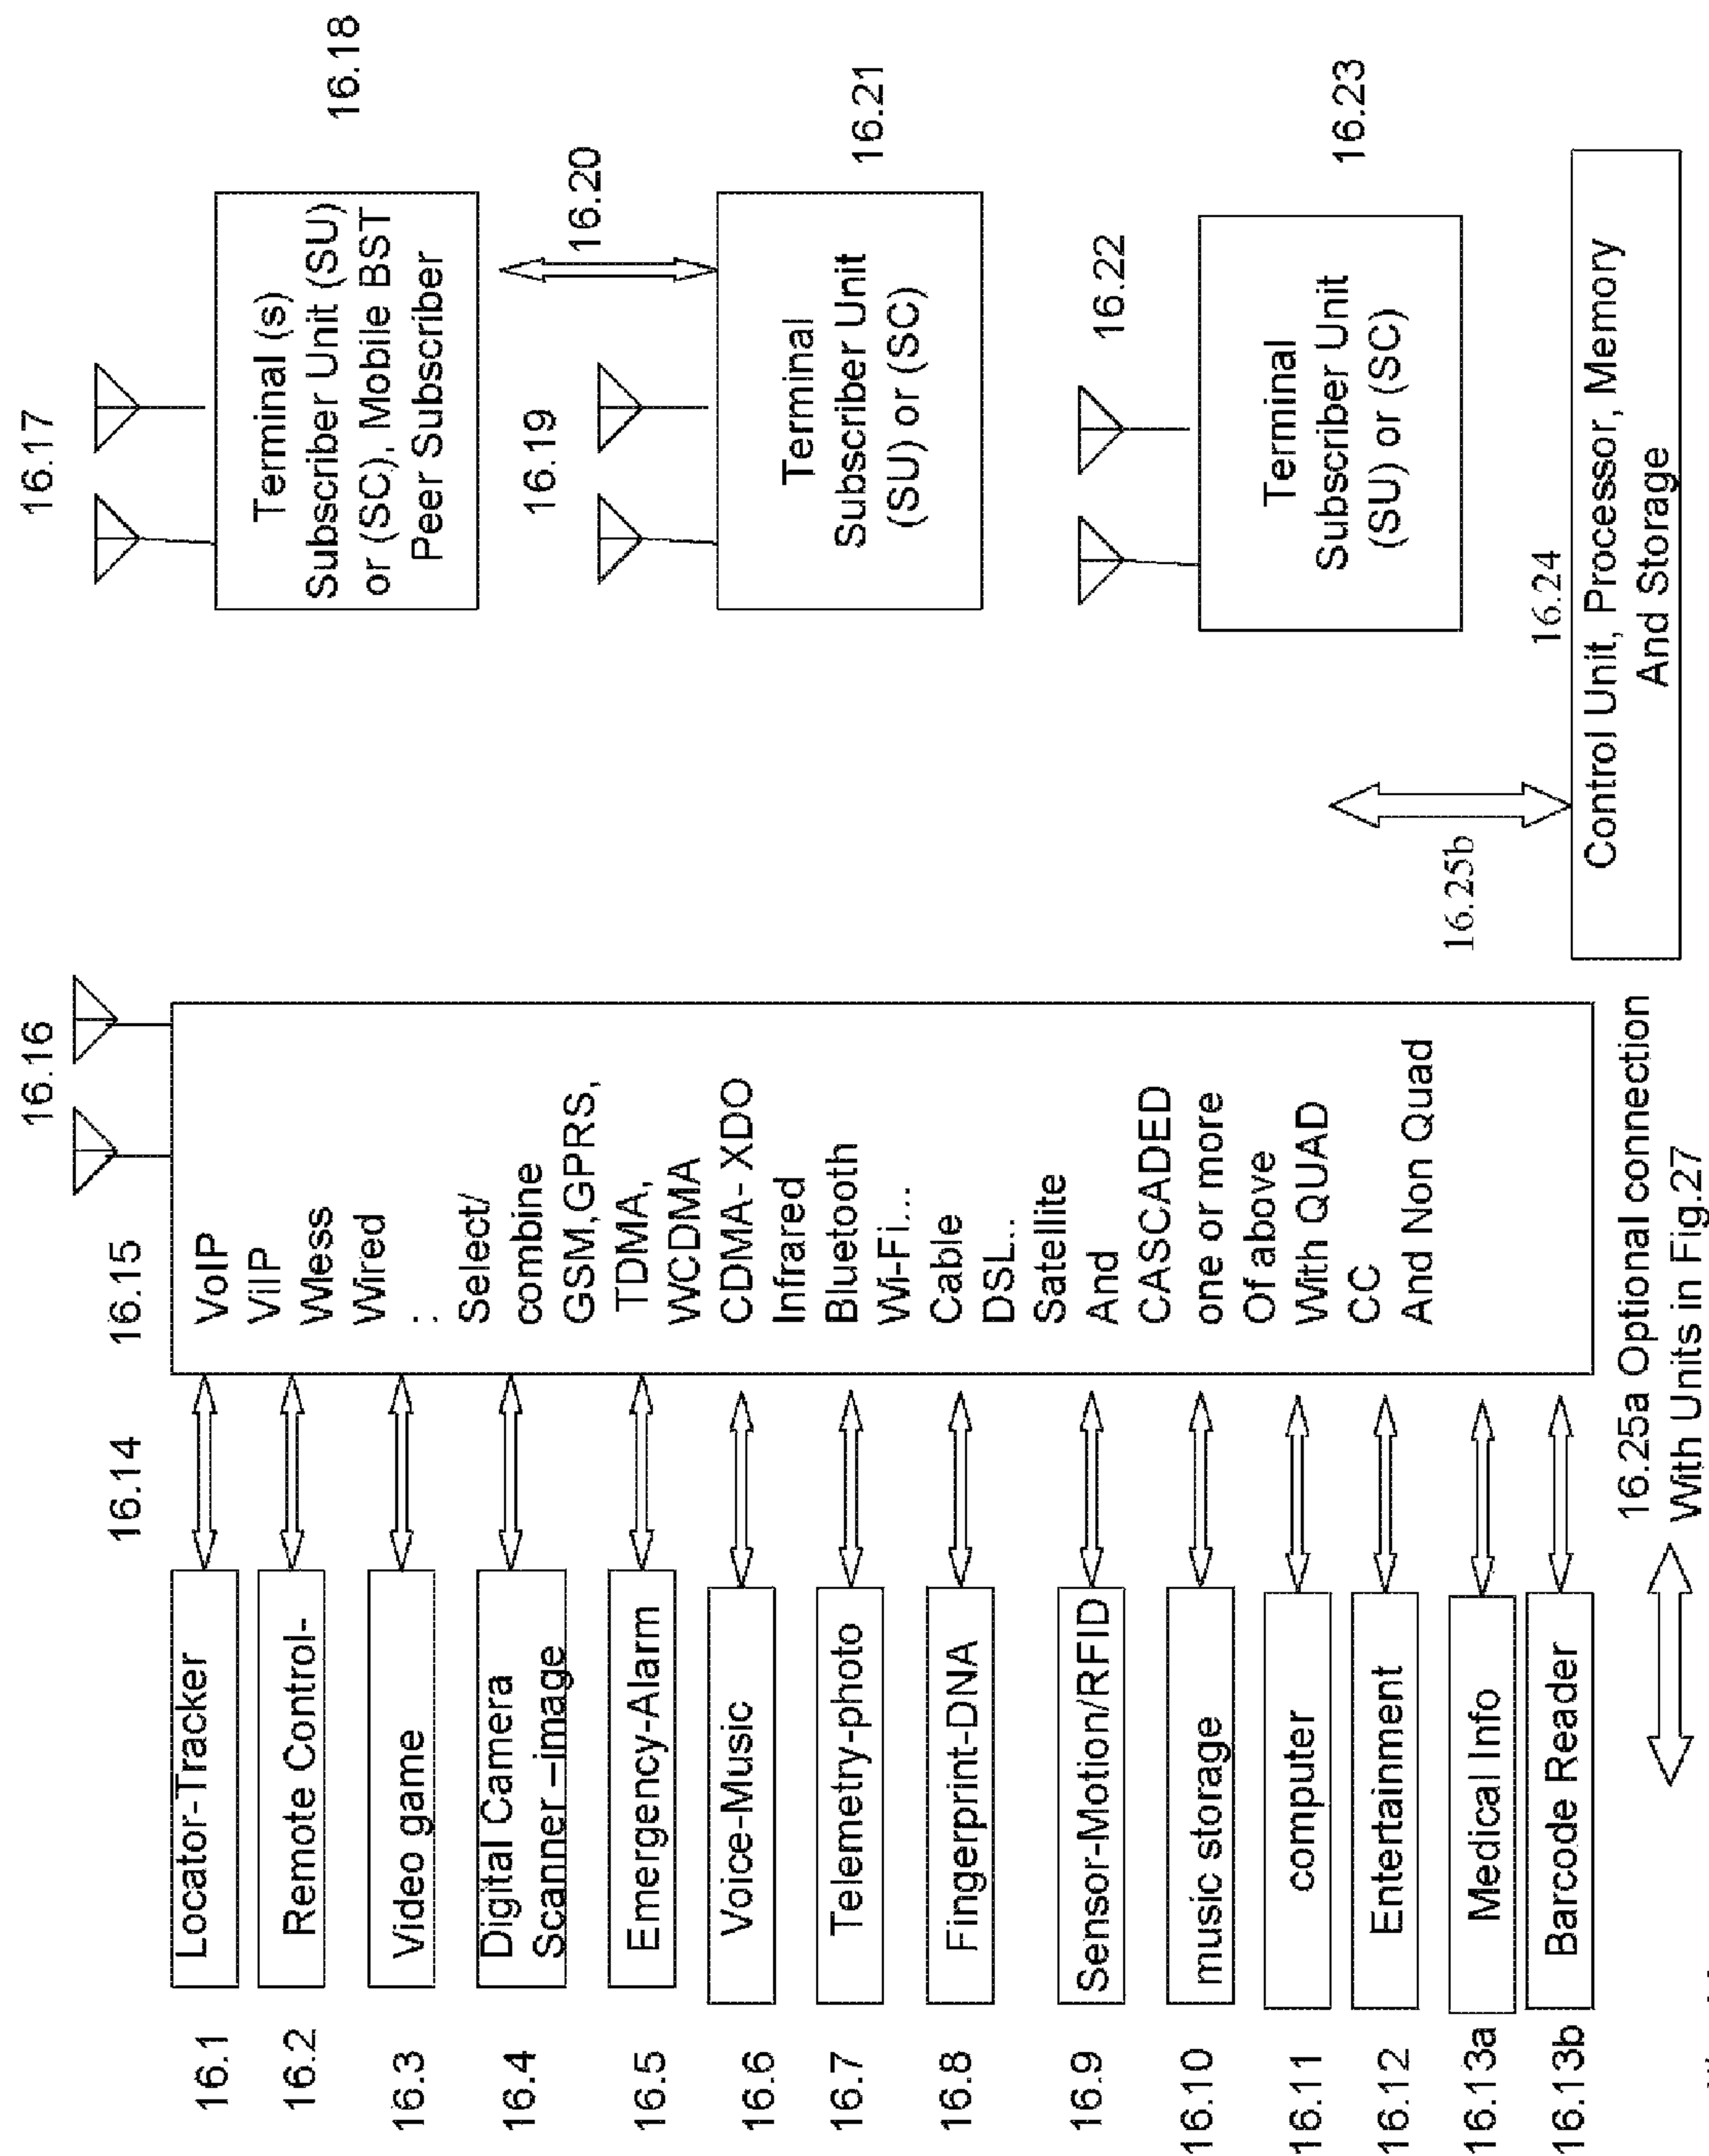 16.1
Locator-Tracker
16.2
Remote Control-
16.3
Video game
16.4
Digital Camera
Scanner –image
16.5
Emergency-Alarm
16.6
Voice-Music
16.7
Telemetry-photo
16.8
Fingerprint-DNA
16.9
Sensor-Motion/RFID
16.10
music storage
16.11
computer
16.12
Entertainment
16.13a
Medical Info
16.13b
Barcode Reader
16.14
16.15
16.16
VoIP
ViIP
Wless
Wired
..
Select/
combine
GSM,GPRS,
TDMA,
WCDMA
CDMA- XDO
Infrared
Bluetooth
Wi-Fi...
Cable
DSL..
Satellite
And
CASCADED
one or more
Of above
With QUAD
CC
And Non Quad
16.25a Optional connection
With Units in Fig.27
16.17
16.18
Terminal (s)
Subscriber Unit (SU)
or (SC), Mobile BST
Peer Subscriber
16.19
16.20
16.21
Terminal
Subscriber Unit
(SU) or (SC)
16.22
16.23
Terminal
Subscriber Unit
(SU) or (SC)
16.24
16.25b
Control Unit, Processor, Memory
And Storage